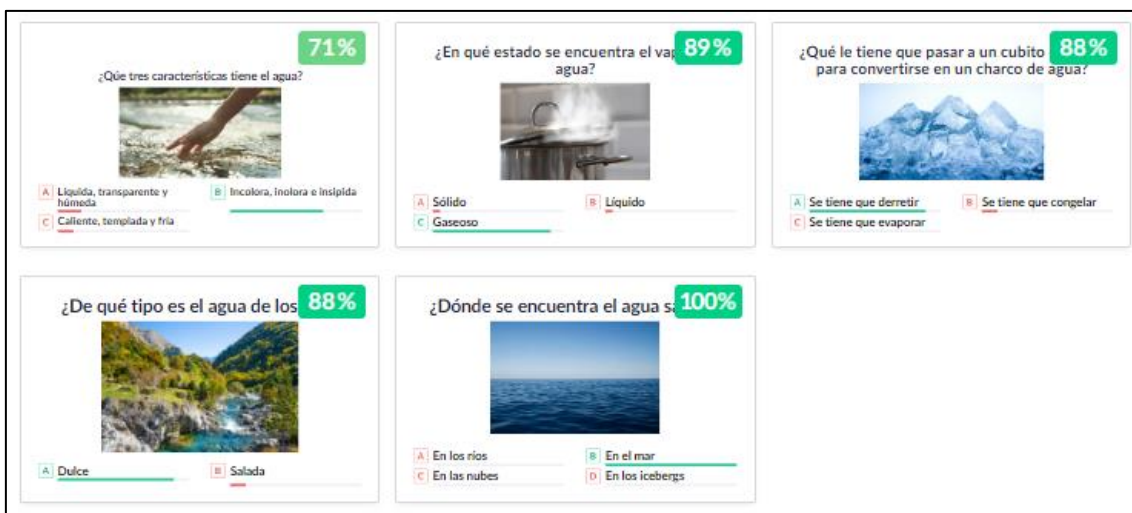 71%
¿Qúe tres características tiene el agua?
A Líquida, transparente y
húmeda
B Incolora, inolora e insípida
C Caliente, templada y fría
89%
¿En qué estado se encuentra el
agua?
A Sólido
B Líquido
C Gaseoso
88%
¿Qué le tiene que pasar a un cubito
para convertirse en un charco de agua?
A Se tiene que derretir
B Se tiene que congelar
C Se tiene que evaporar
88%
¿De qué tipo es el agua de los
A Dulce
B Salada
100%
¿Dónde se encuentra el agua
A En los ríos
B En el mar
C En las nubes
D En los icebergs